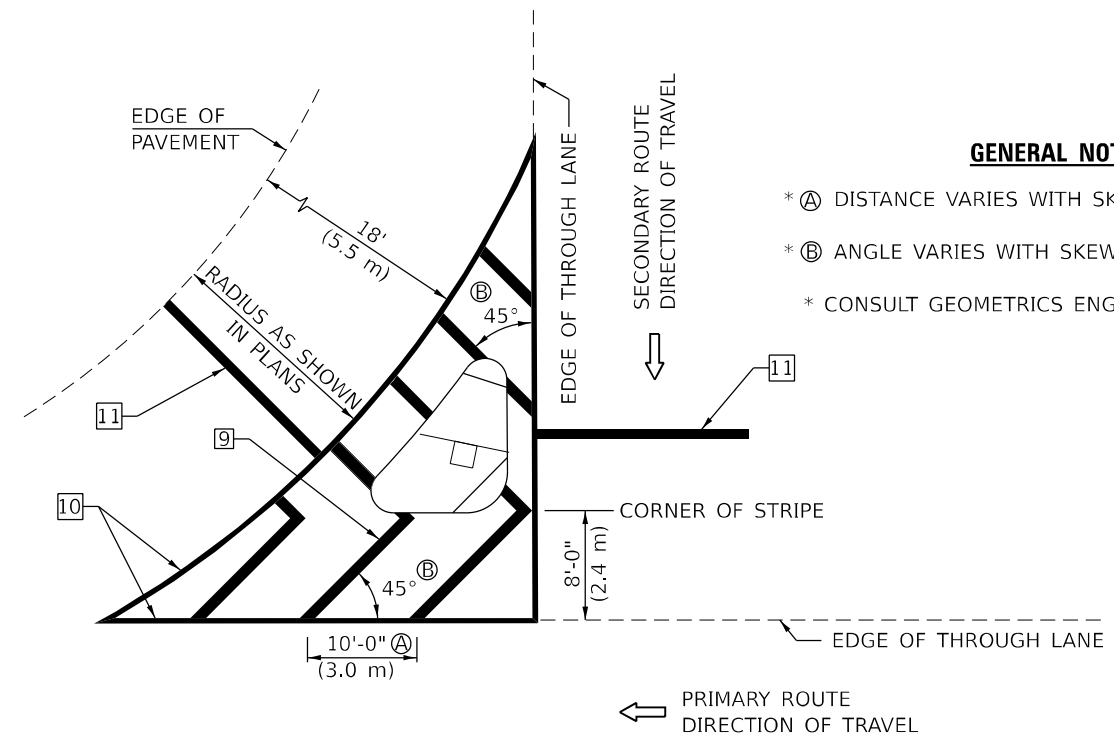 EDGE OF
PAVEMENT
18'
(5.5 m)
RADIUS AS SHOWN
IN PLANS
EDGE OF THROUGH LANE
SECONDARY ROUTE
DIRECTION OF TRAVEL
GENERAL NOT
* Ⓐ DISTANCE VARIES WITH SK
* Ⓑ ANGLE VARIES WITH SKEW
* CONSULT GEOMETRICS ENG
Ⓑ
45°
11
11
9
10
CORNER OF STRIPE
8'-0"
(2.4 m)
45° Ⓑ
10'-0" Ⓐ
(3.0 m)
EDGE OF THROUGH LANE
PRIMARY ROUTE
DIRECTION OF TRAVEL